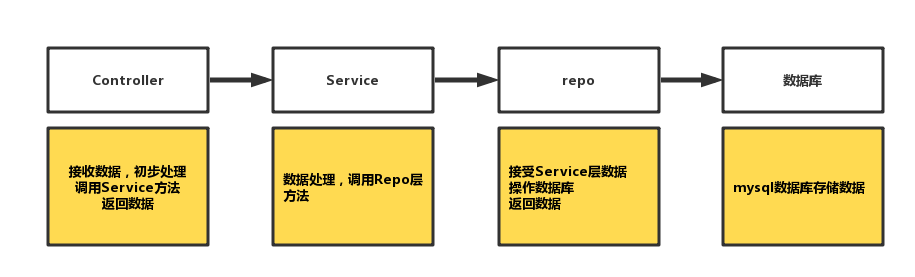 Controller
Service
repo
数据库
接收数据，初步处理
调用Service方法
返回数据
数据处理，调用Repo层
方法
接受Service层数据
操作数据库
返回数据
mysql数据库存储数据